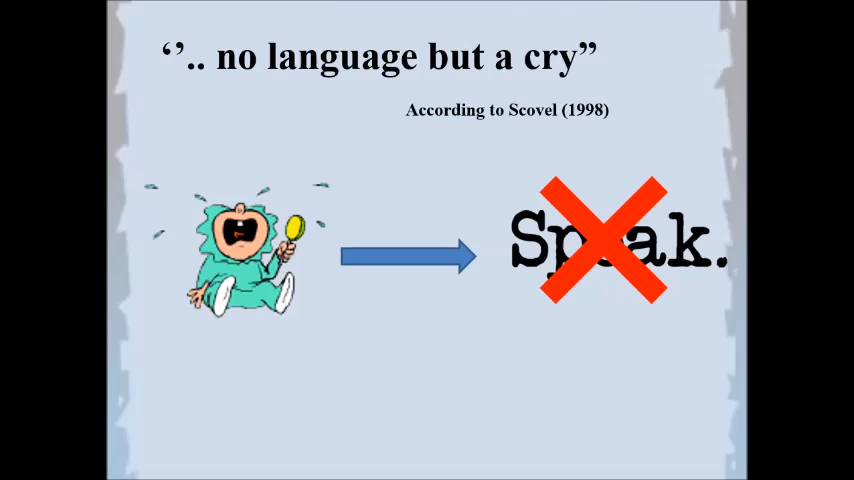 ‘’.. no language but a cry”
According to Scovel (1998)
Speak.